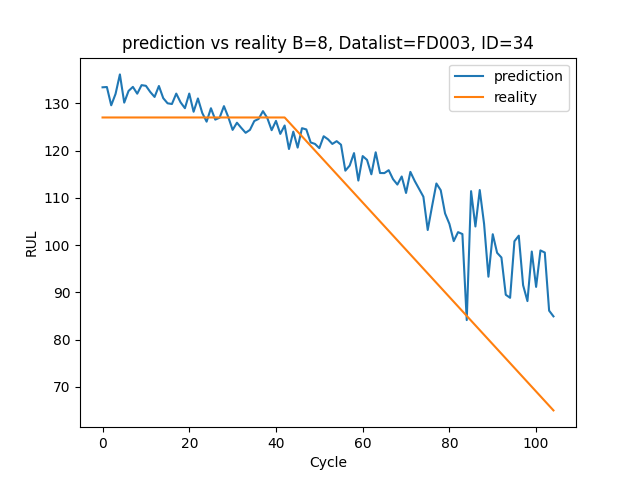 prediction vs reality B=8, Datalist=FD003, ID=34
prediction
reality
130
120
110
100
90
80
70
RUL
0 20 40 60 80 100
Cycle